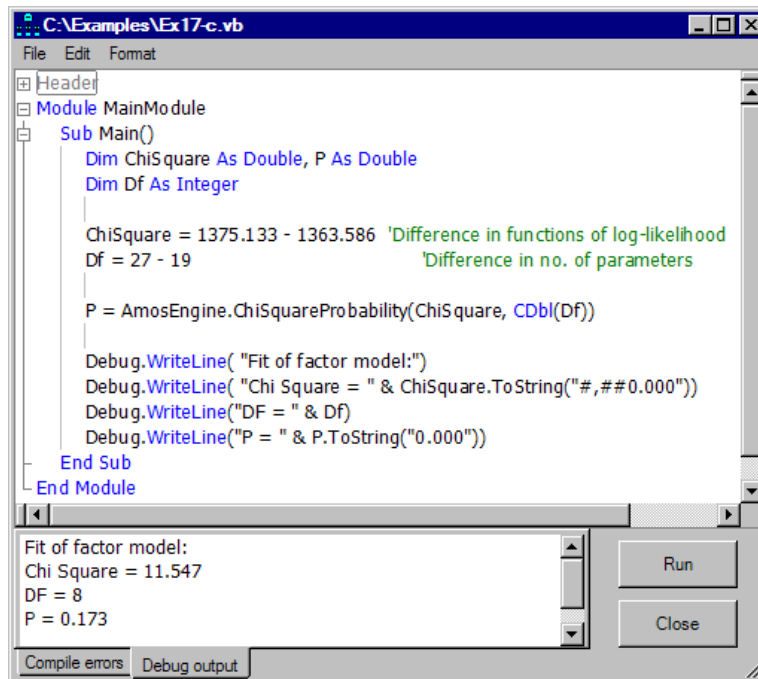 C:\Examples\Ex17-c.vb
File Edit Format
Header
Module MainModule
Sub Main()
Dim ChiSquare As Double, P As Double
Dim Df As Integer
ChiSquare = 1375.133 - 1363.586 'Difference in functions of log-likelihood
Df = 27 - 19 'Difference in no. of parameters
P = AmosEngine.ChiSquareProbability(ChiSquare, CDbl(Df))
Debug.WriteLine( "Fit of factor model:")
Debug.WriteLine( "Chi Square = " & ChiSquare.ToString("#,##0.000"))
Debug.WriteLine("DF = " & Df)
Debug.WriteLine("P = " & P.ToString("0.000"))
End Sub
End Module
Fit of factor model:
Chi Square = 11.547
DF = 8
P = 0.173
Run
Close
Compile errors Debug output